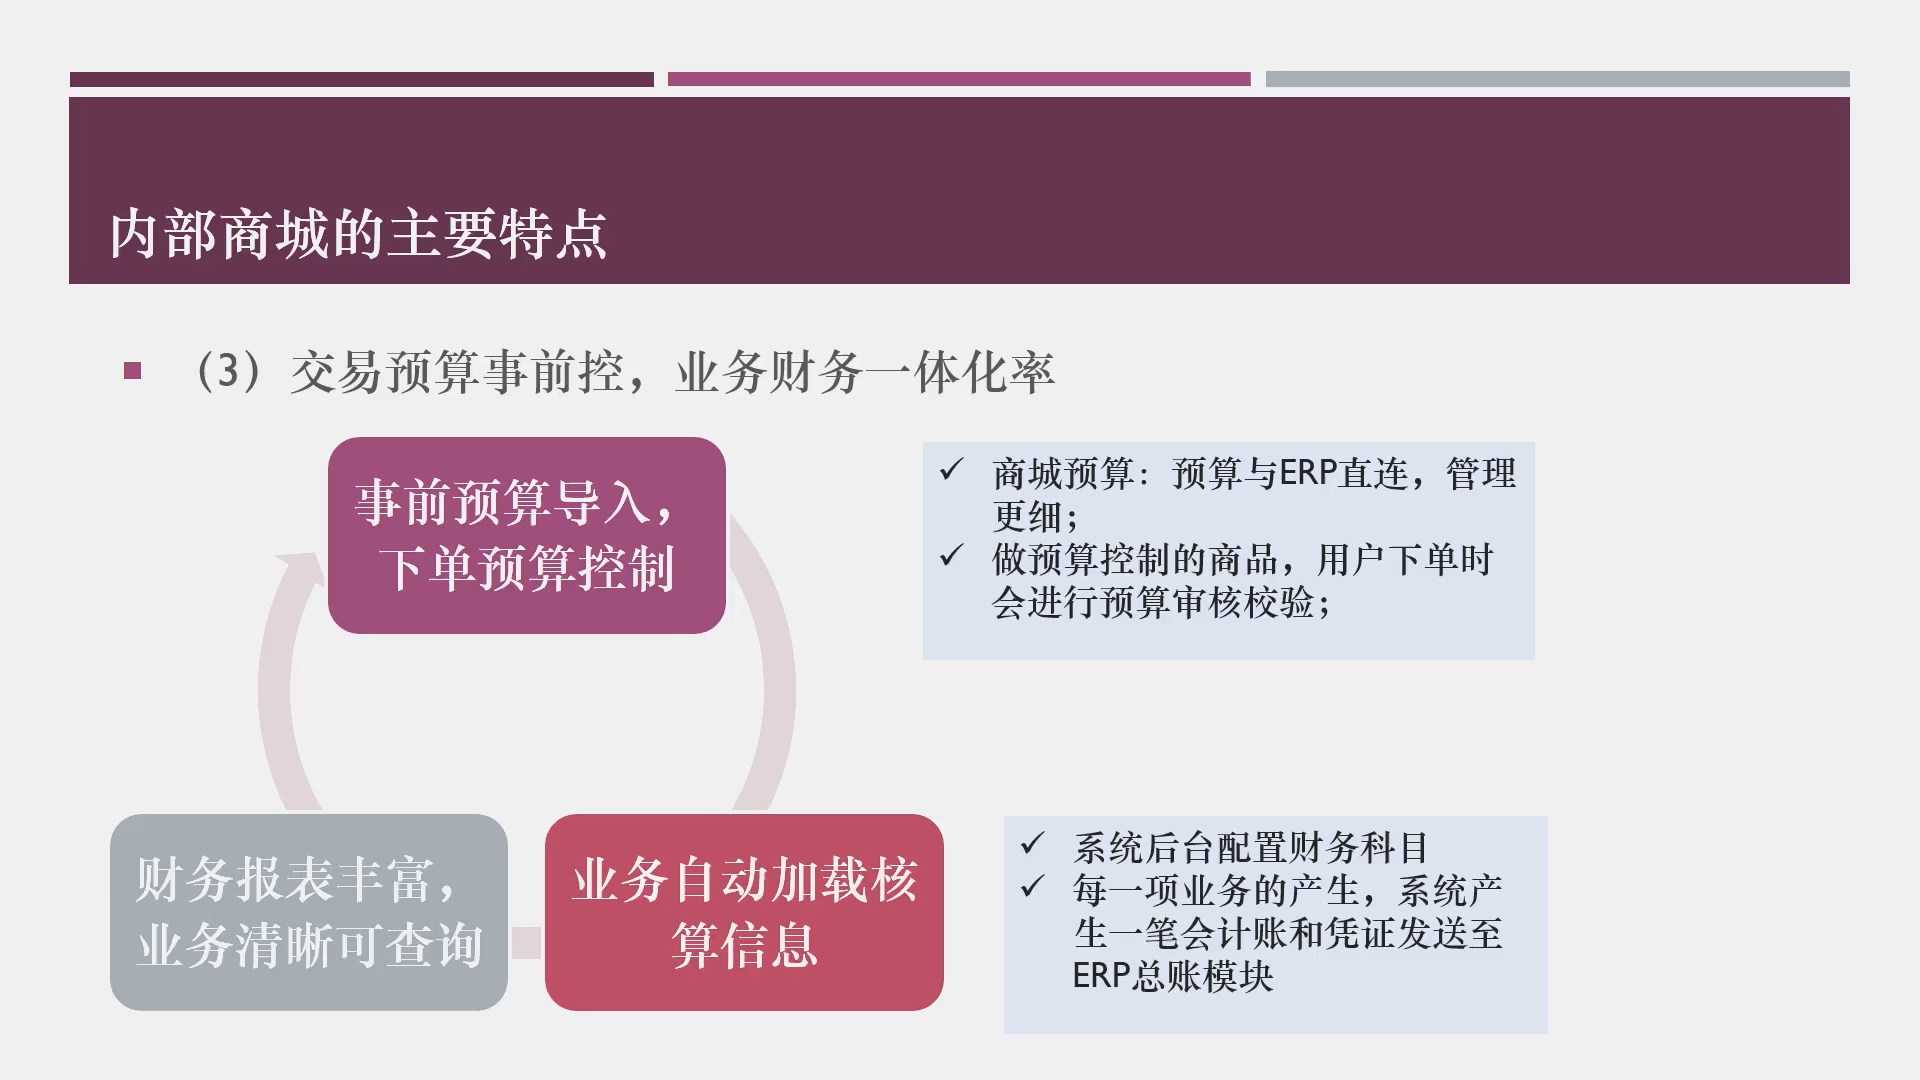 内部商城的主要特点
（3）交易预算事前控，业务财务一体化率
事前预算导入，
下单预算控制
商城预算：预算与ERP直连，管理
更细；
做预算控制的商品，用户下单时
会进行预算审核校验；
财务报表丰富，
业务清晰可查询
业务自动加载核
算信息
系统后台配置财务科目
每一项业务的产生，系统产
生一笔会计账和凭证发送至
ERP总账模块